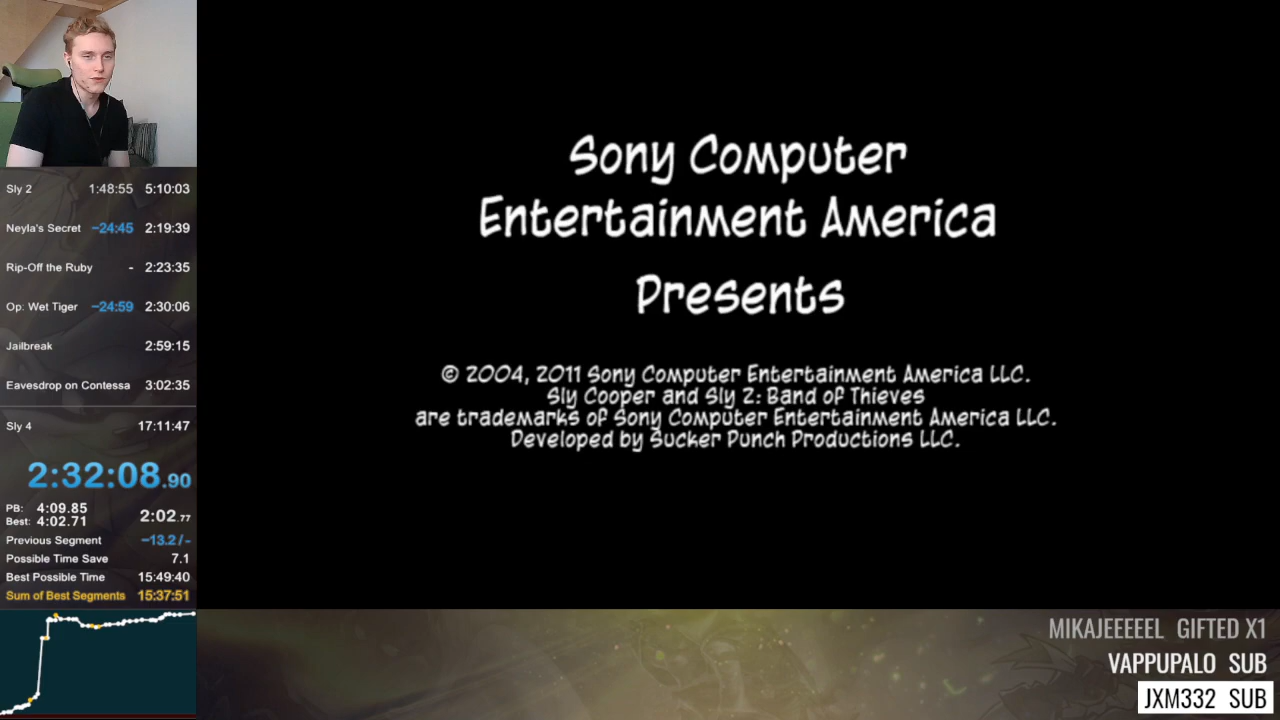 Sly 2 1:48:55 5:10:03
Neyla's Secret −24:45 2:19:39
Rip-Off the Ruby - 2:23:35
Op: Wet Tiger −24:59 2:30:06
Jailbreak 2:59:15
Eavesdrop on Contessa 3:02:35
Sly 4 17:11:47
2:32:08.90
PB: 4:09.85
Best: 4:02.71
2:02.77
Previous Segment −13.2 / -
Possible Time Save 7.1
Best Possible Time 15:49:40
Sum of Best Segments 15:37:51
Sony Computer
Entertainment America
Presents
© 2004, 2011 Sony Computer Entertainment America LLC.
Sly Cooper and Sly 2: Band of Thieves
are trademarks of Sony Computer Entertainment America LLC.
Developed by Sucker Punch Productions LLC.
MIKAJEEEEEL GIFTED X1
VAPPUPALO SUB
JXM332 SUB